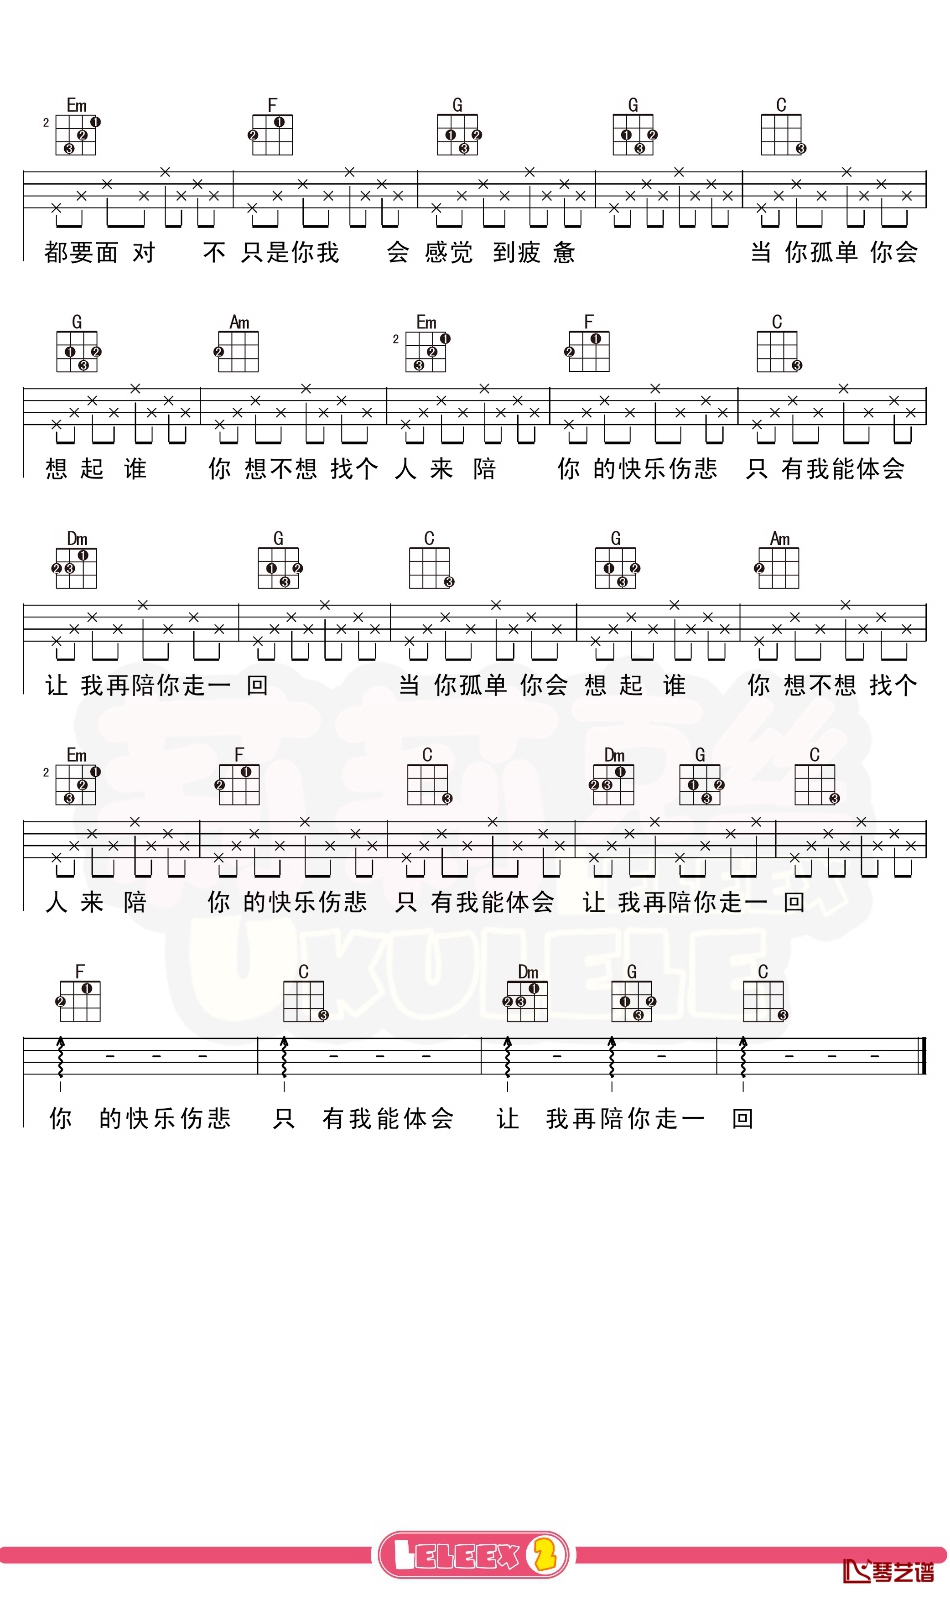 Em F G G C
2
都要面对 不 只是你我 会 感觉 到疲惫 当 你孤单 你会
G Am Em F C
2
想 起 谁 你 想不想 找个 人 来 陪 你 的快乐伤悲 只 有我能体会
Dm G C G Am
让 我再陪你走一 回 当 你孤单 你会 想 起 谁 你 想不想 找个
Em F C Dm G C
2
人 来 陪 你 的快乐伤悲 只 有我能体会 让 我再陪你走一 回
F C Dm G C
你 的快乐伤悲 只 有我能体会 让 我再陪你走一 回
UKULELE
LELEEX 2
琴艺谱